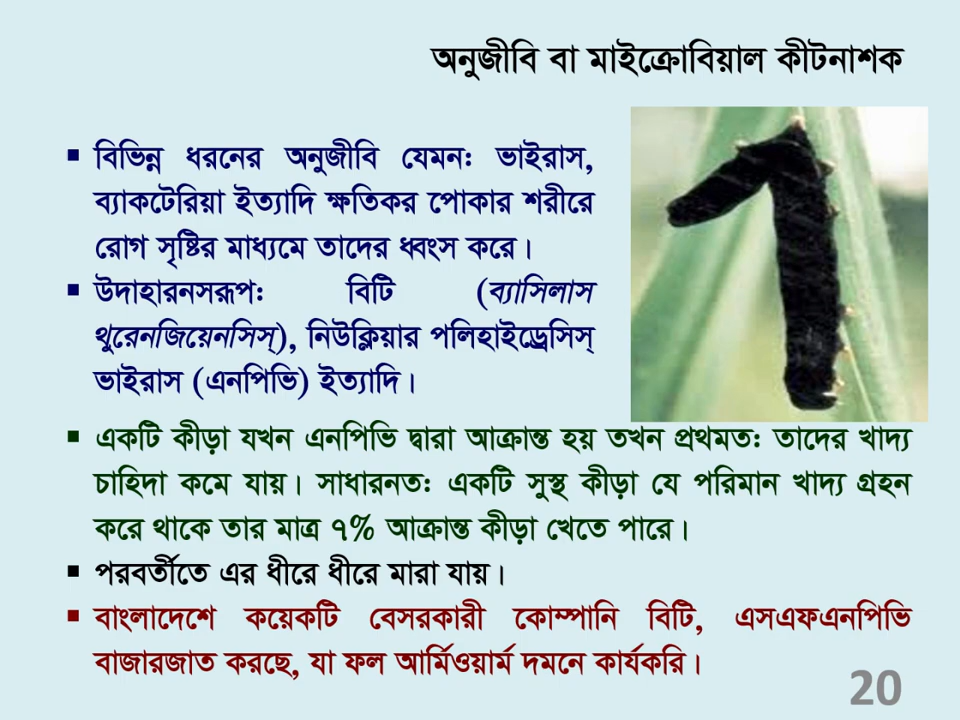 অনুজীবি বা মাইক্রোবিয়াল কীটনাশক
▪ বিভিন্ন ধরনের অনুজীবি যেমন: ভাইরাস,
ব্যাকটেরিয়া ইত্যাদি ক্ষতিকর পোকার শরীরে
রোগ সৃষ্টির মাধ্যমে তাদের ধ্বংস করে।
▪ উদাহারনসরূপ: বিটি (ব্যাসিলাস
থুরেনজিয়েনসিস্), নিউক্লিয়ার পলিহাইড্রেসিস্
ভাইরাস (এনপিভি) ইত্যাদি।
▪ একটি কীড়া যখন এনপিভি দ্বারা আক্রান্ত হয় তখন প্রথমত: তাদের খাদ্য
চাহিদা কমে যায়। সাধারনত: একটি সুস্থ কীড়া যে পরিমান খাদ্য গ্রহন
করে থাকে তার মাত্র ৭% আক্রান্ত কীড়া খেতে পারে।
▪ পরবর্তীতে এর ধীরে ধীরে মারা যায়।
▪ বাংলাদেশে কয়েকটি বেসরকারী কোম্পানি বিটি, এসএফএনপিভি
বাজারজাত করছে, যা ফল আর্মিওয়ার্ম দমনে কার্যকরি।
20